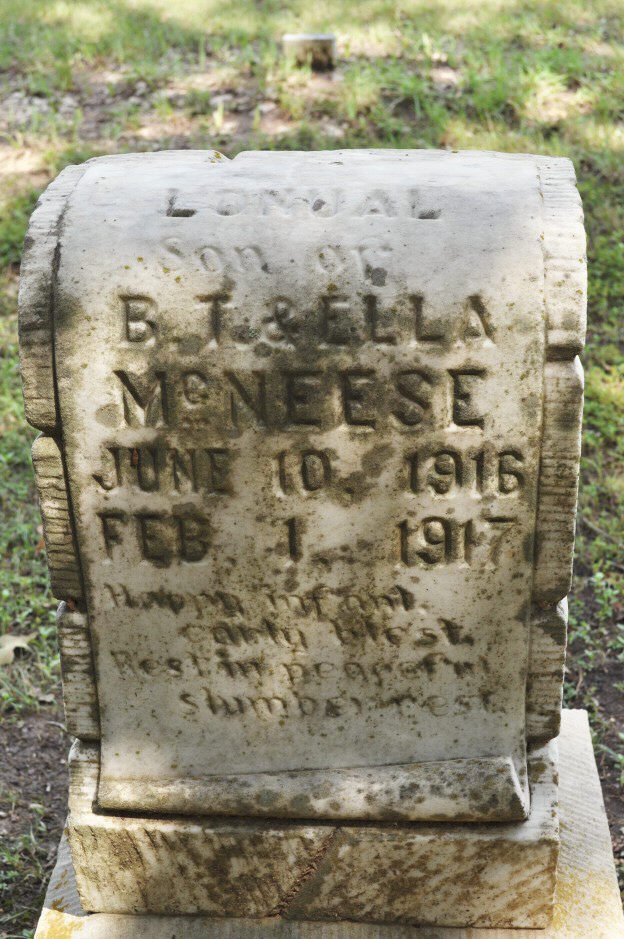 LONUAL
Son of
B.T. & ELLA
McNEESE
JUNE 10, 1916
FEB. 1, 1917
Happy infant,
early blest.
Rest in peaceful
slumber rest.